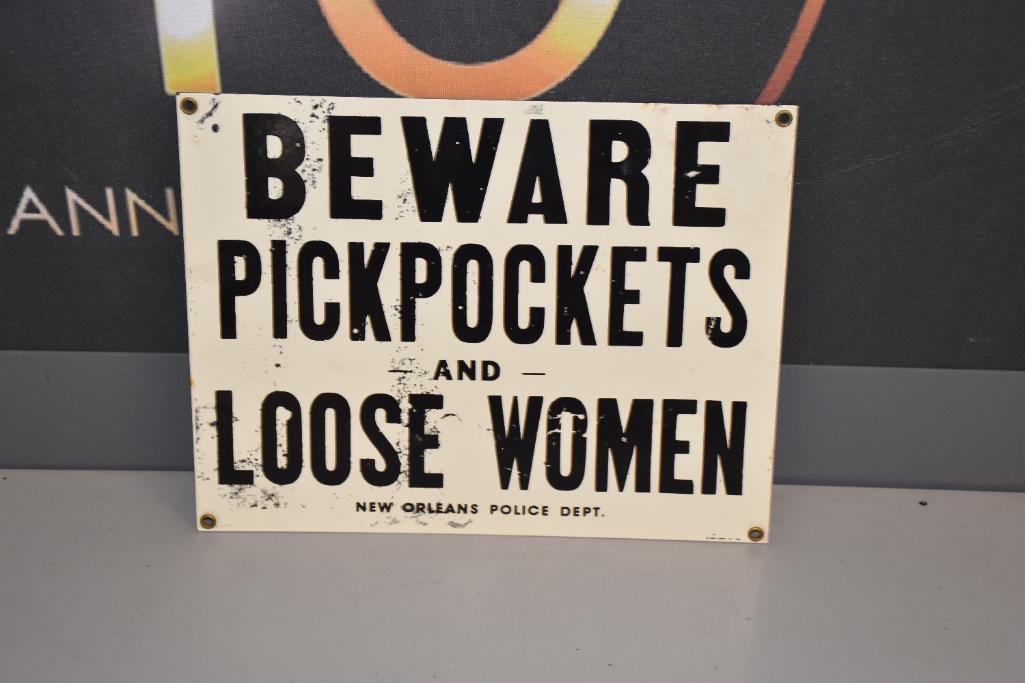 ANN
BEWARE
PICKPOCKETS
— AND —
LOOSE WOMEN
NEW ORLEANS POLICE DEPT.